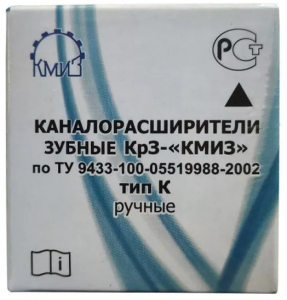 КМИЗ
РСТ
КАНАЛОРАСШИРИТЕЛИ
ЗУБНЫЕ КрЗ-«КМИЗ»
по ТУ 9433-100-05519988-2002
тип К
ручные
i